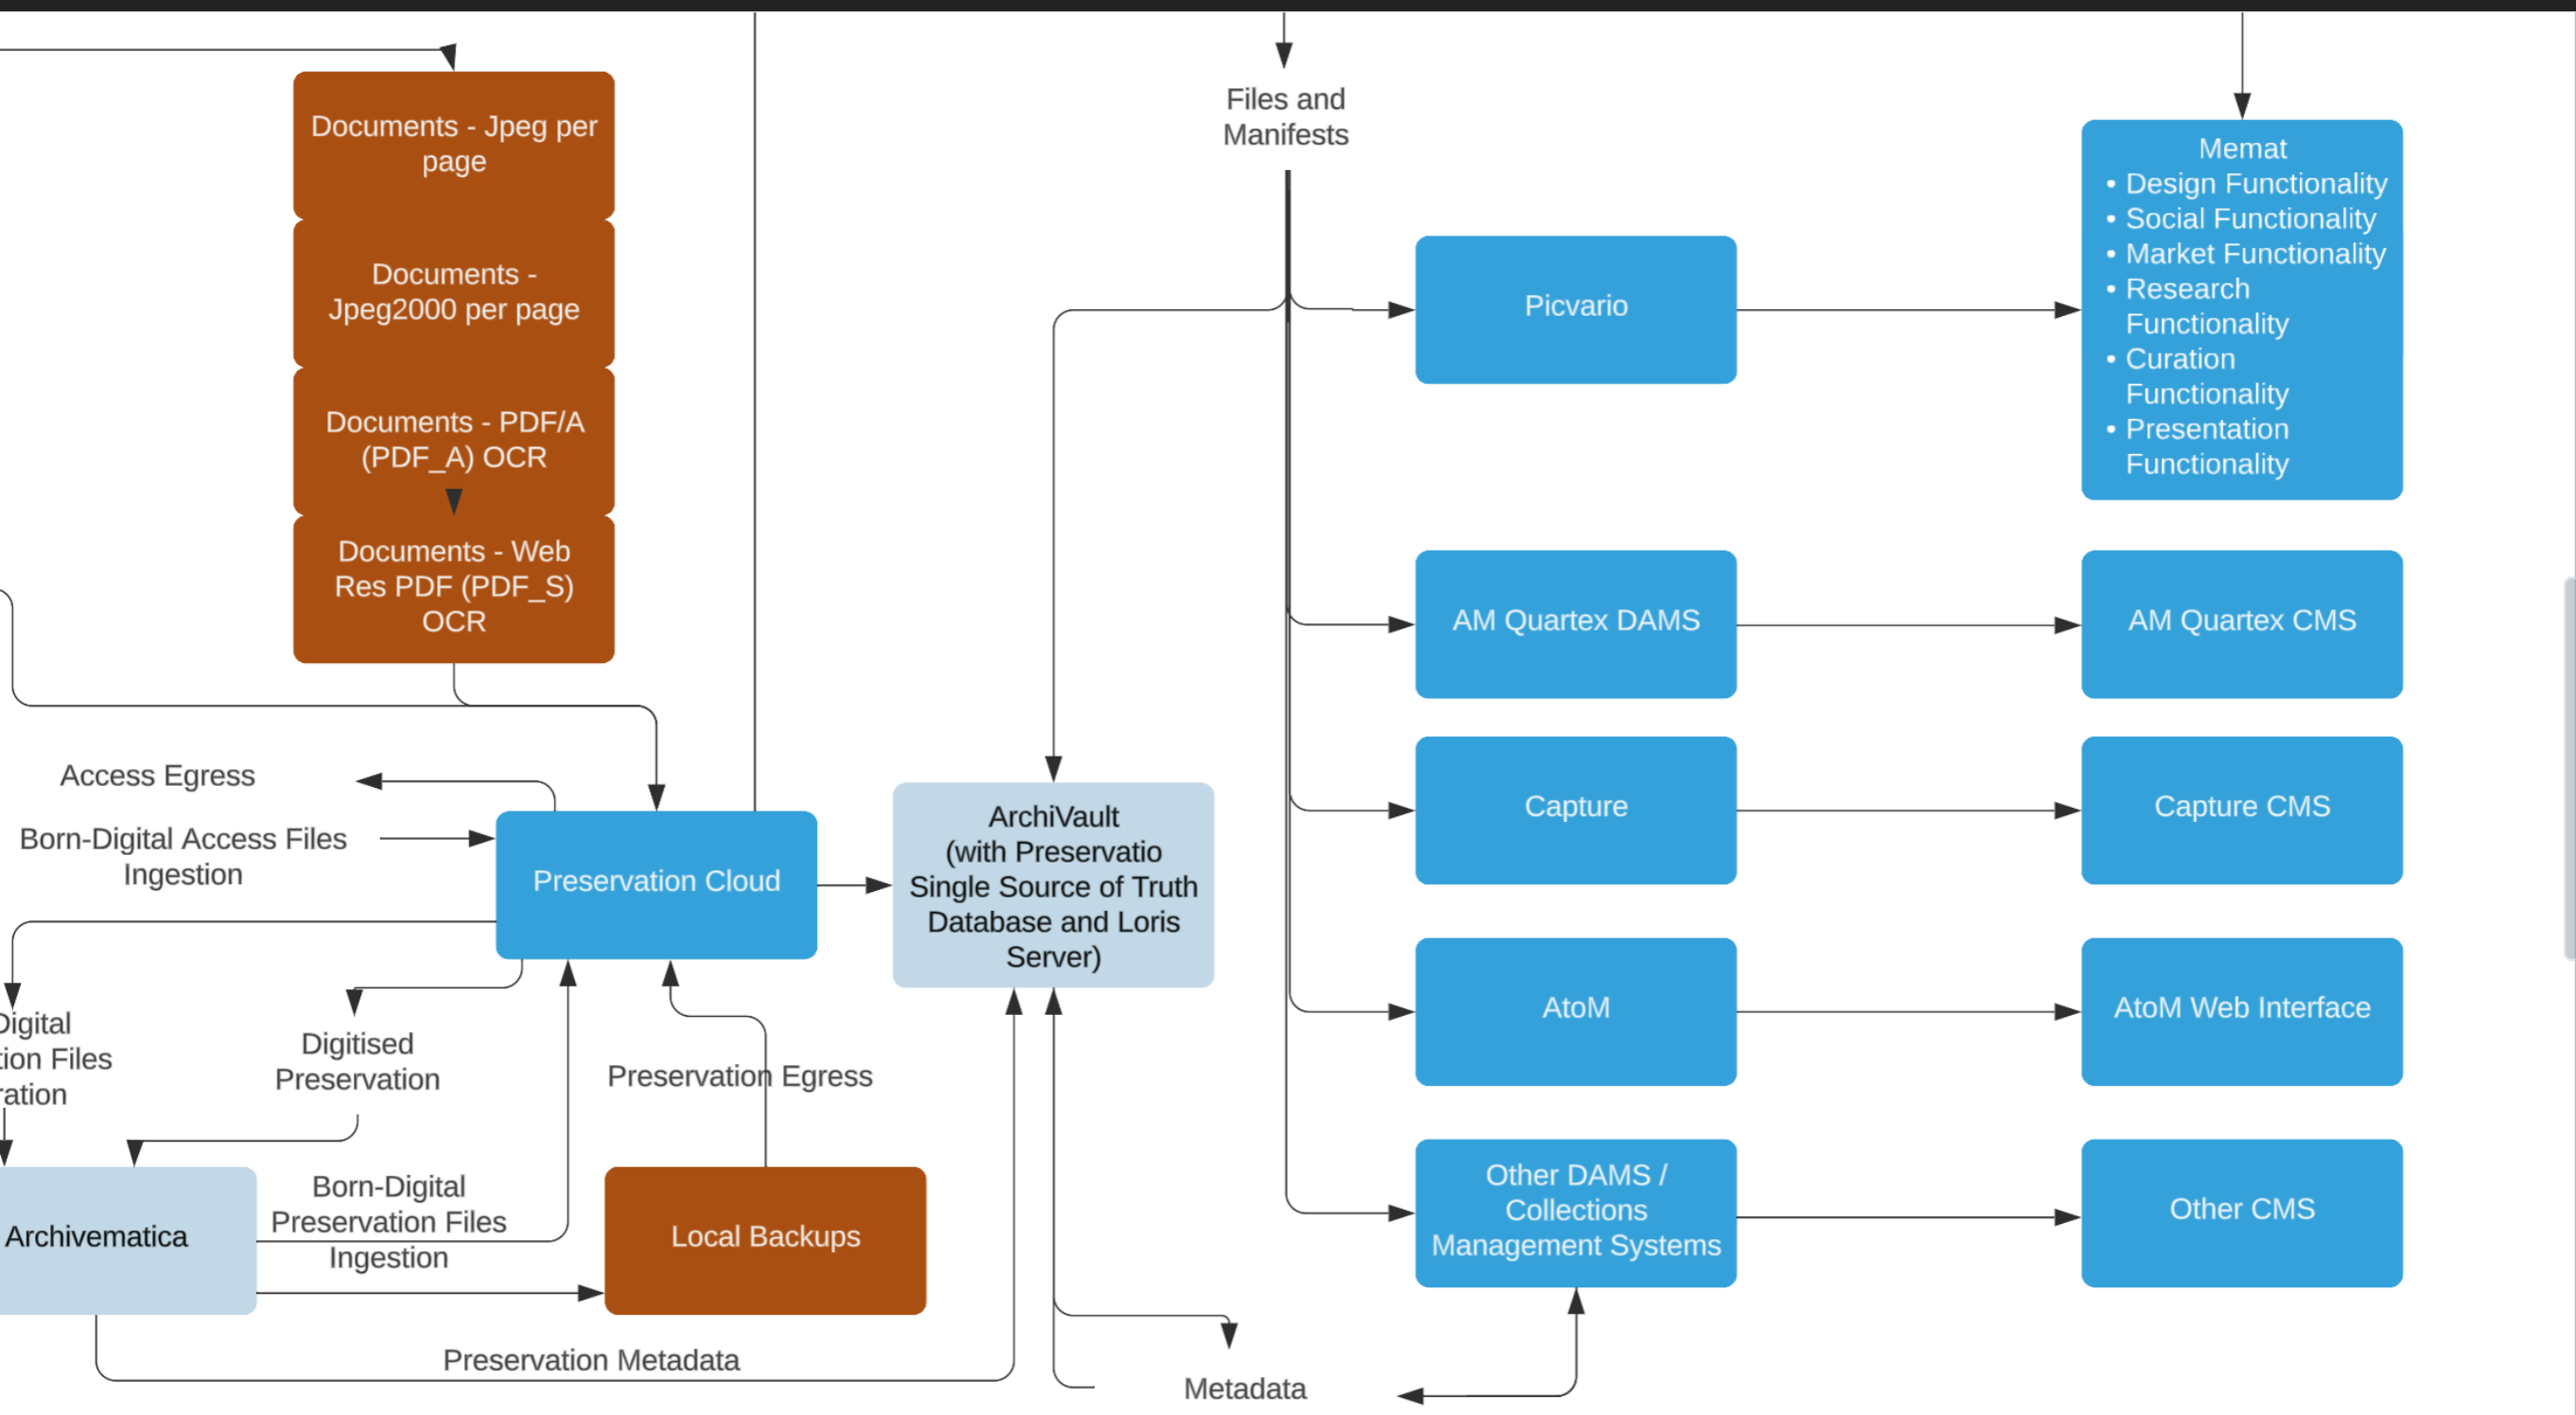 Documents - Jpeg per
page
Documents -
Jpeg2000 per page
Documents - PDF/A
(PDF_A) OCR
Documents - Web
Res PDF (PDF_S)
OCR
Access Egress
Born-Digital Access Files
Ingestion
Preservation Cloud
Digital
tion Files
ration
Digitised
Preservation
Preservation Egress
Archivematica
Born-Digital
Preservation Files
Ingestion
Local Backups
Preservation Metadata
ArchiVault
(with Preservatio
Single Source of Truth
Database and Loris
Server)
Files and
Manifests
Picvario
AM Quartex DAMS
Capture
AtoM
Other DAMS /
Collections
Management Systems
Metadata
Memat
• Design Functionality
• Social Functionality
• Market Functionality
• Research
Functionality
• Curation
Functionality
• Presentation
Functionality
AM Quartex CMS
Capture CMS
AtoM Web Interface
Other CMS